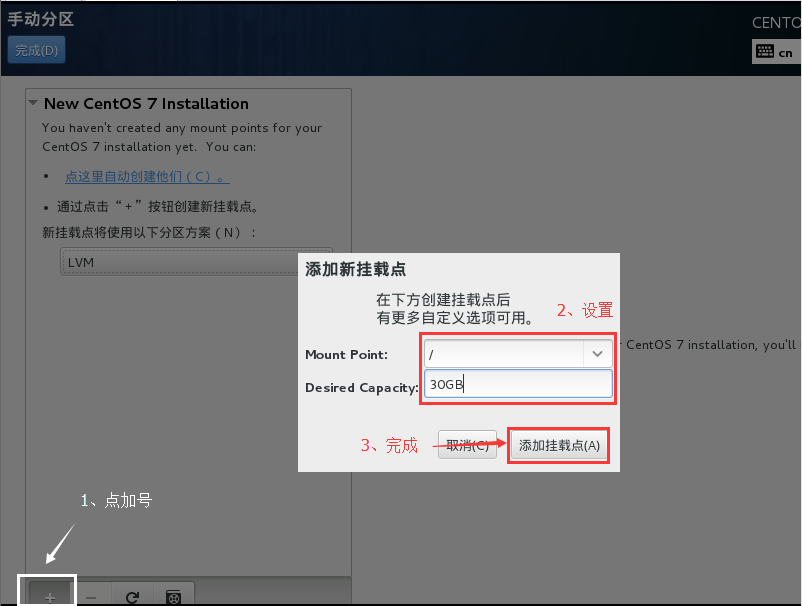 手动分区
CENTO
完成(D)
cn
New CentOS 7 Installation
You haven't created any mount points for your
CentOS 7 installation yet. You can:
• 点这里自动创建他们（C）。
• 通过点击“+”按钮创建新挂载点。
新挂载点将使用以下分区方案（N）：
LVM
添加新挂载点
在下方创建挂载点后
有更多自定义选项可用。
2、设置
Mount Point:
/
CentOS 7 installation, you'll
Desired Capacity:
30GB
3、完成
取消(C)
添加挂载点(A)
1、点加号